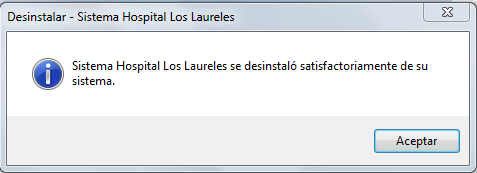 Desinstalar - Sistema Hospital Los Laureles
Sistema Hospital Los Laureles se desinstaló satisfactoriamente de su
sistema.
Aceptar